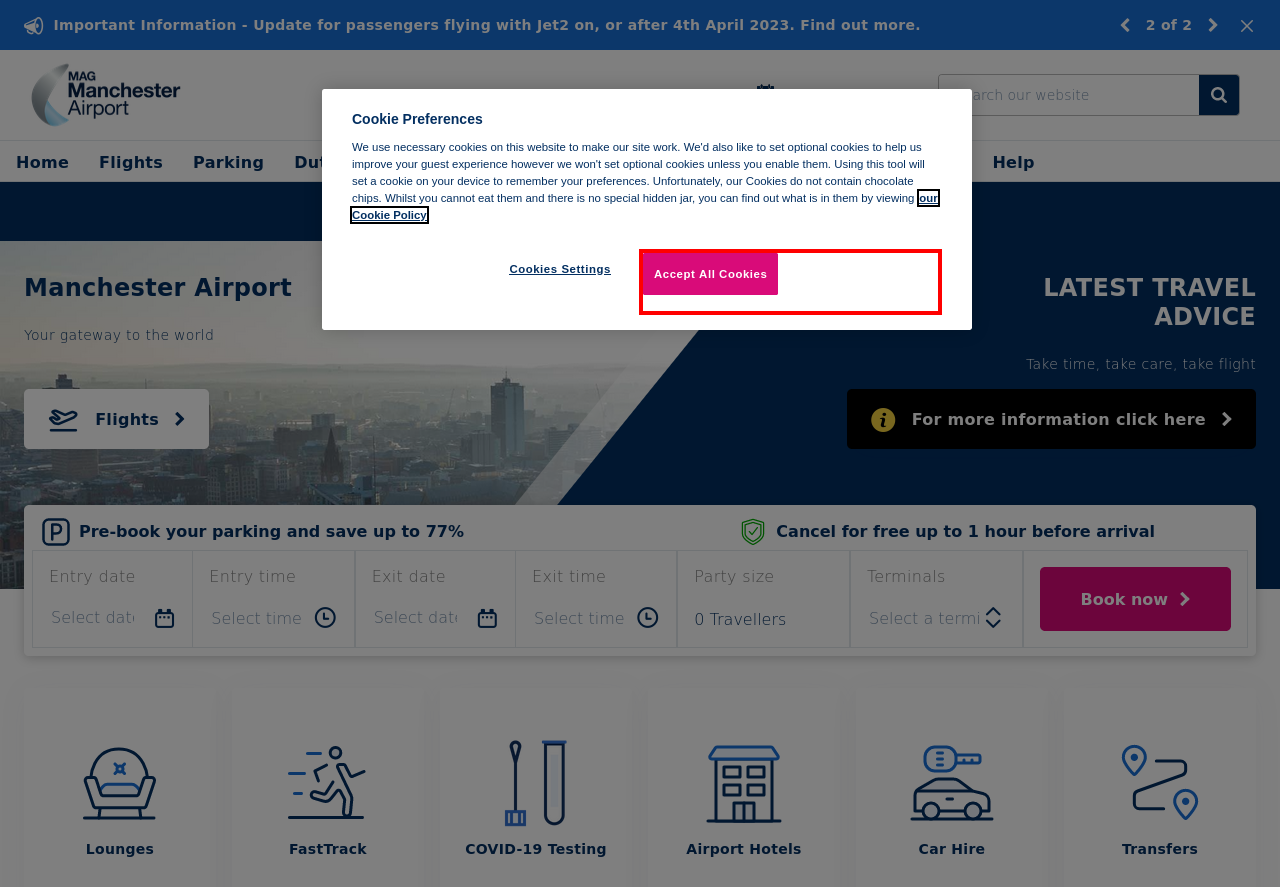 Important Information - Update for passengers flying with Jet2 on, or after 4th April 2023. Find out more.
2 of 2
MAG
Manchester
Airport
our website
Home
Flights
Parking
Help
Cookie Preferences
We use necessary cookies on this website to make our site work. We'd also like to set optional cookies to help us
improve your guest experience however we won't set optional cookies unless you enable them. Using this tool will
set a cookie on your device to remember your preferences. Unfortunately, our Cookies do not contain chocolate
chips. Whilst you cannot eat them and there is no special hidden jar, you can find out what is in them by viewing our
Cookie Policy
Cookies Settings
Accept All Cookies
Manchester Airport
Your gateway to the world
Flights
LATEST TRAVEL
ADVICE
Take time, take care, take flight
For more information click here
Pre-book your parking and save up to 77%
Cancel for free up to 1 hour before arrival
Entry date
Entry time
Exit date
Exit time
Party size
Terminals
Select date
Select time
Select date
Select time
0 Travellers
Select a termi
Book now
Lounges
FastTrack
COVID-19 Testing
Airport Hotels
Car Hire
Transfers